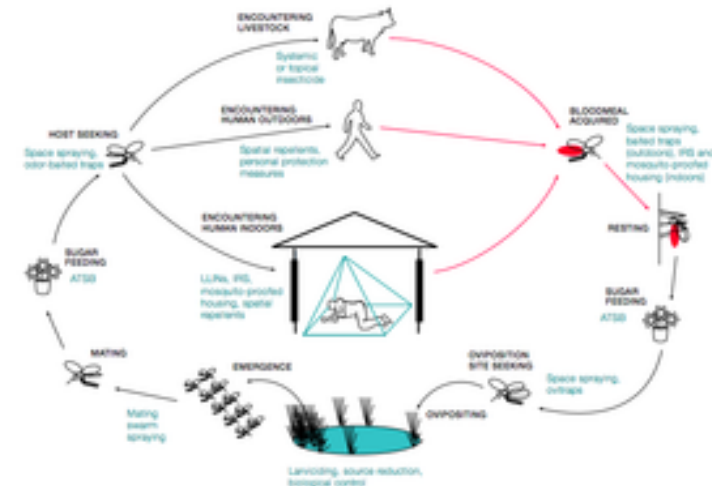 ENCOUNTERING
LIVESTOCK
Systemic
or topical
insecticide
ENCOUNTERING
HUMAN OUTDOORS
Spatial repellents,
personal protection
measures
HOST SEEKING
Space spraying,
odor-baited traps
BLOODMEAL
ACQUIRED
Space spraying,
baited traps
(outdoors), IRS and
mosquito-proofed
housing (indoors)
ENCOUNTERING
HUMAN INDOORS
LLINs, IRS,
mosquito-proofed
housing, spatial
repellents
RESTING
SUGAR
FEEDING
ATSB
SUGAR
FEEDING
ATSB
MATING
Mating
swarm
spraying
EMERGENCE
OVIPOSITION
SITE SEEKING
Space spraying,
ovitraps
OVIPOSITING
Larviciding, source reduction,
biological control